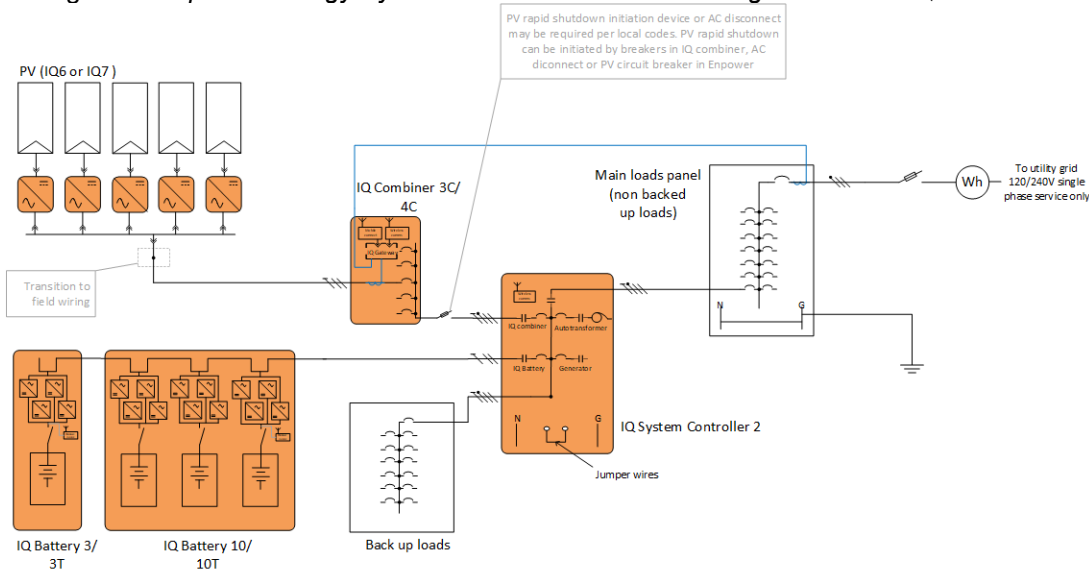 PV rapid shutdown initiation device or AC disconnect
may be required per local codes. PV rapid shutdown
can be initiated by breakers in IQ combiner, AC
diconnect or PV circuit breaker in Enpower
PV (IQ6 or IQ7 )
IQ Combiner 3C/
4C
IQ Gateway
Main loads panel
(non backed
up loads)
Wh
To utility grid
120/240V single
phase service only
Transition to
field wiring
N
G
IQ combiner
Autotransformer
IQ Battery
Generator
N
G
IQ System Controller 2
Jumper wires
IQ Battery 3/
3T
IQ Battery 10/
10T
Back up loads